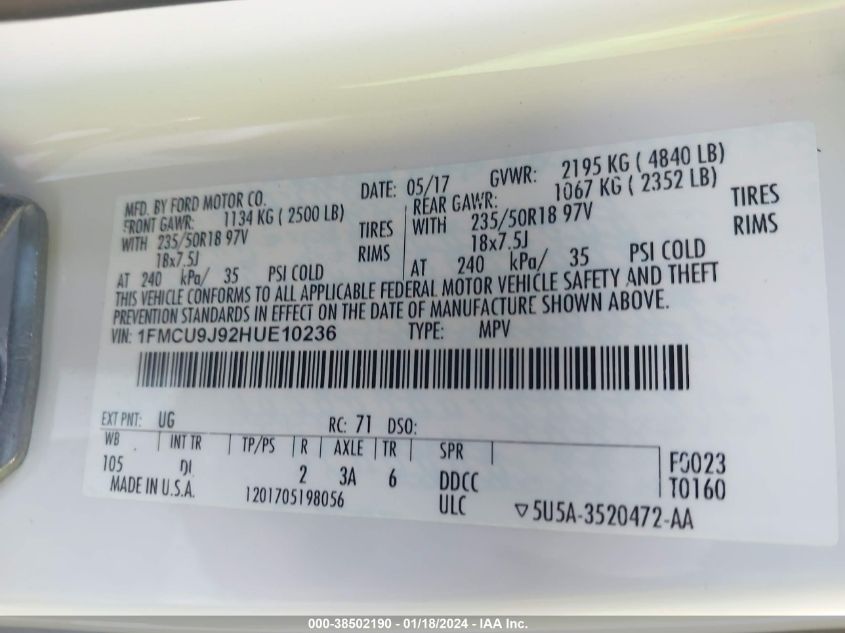 MFD. BY FORD MOTOR CO. DATE: 05/17 GVWR: 2195 KG ( 4840 LB)
FRONT GAWR: 1134 KG ( 2500 LB) REAR GAWR: 1067 KG ( 2352 LB)
WITH 235/50R18 97V TIRES WITH 235/50R18 97V TIRES
18x7.5J RIMS 18x7.5J RIMS
AT 240 kPa/ 35 PSI COLD AT 240 kPa/ 35 PSI COLD
THIS VEHICLE CONFORMS TO ALL APPLICABLE FEDERAL MOTOR VEHICLE SAFETY AND THEFT
PREVENTION STANDARDS IN EFFECT ON THE DATE OF MANUFACTURE SHOWN ABOVE.
VIN: 1FMCU9J92HUE10236 TYPE: MPV
EXT PNT: UG RC: 71 DSO:
WB INT TR TP/PS R AXLE TR SPR
105 2 3A 6 DDCC T0160
MADE IN U.S.A. 1201705198056 ULC ▽5U5A-3520472-AA
000-38502190 - 01/18/2024 - IAA Inc.